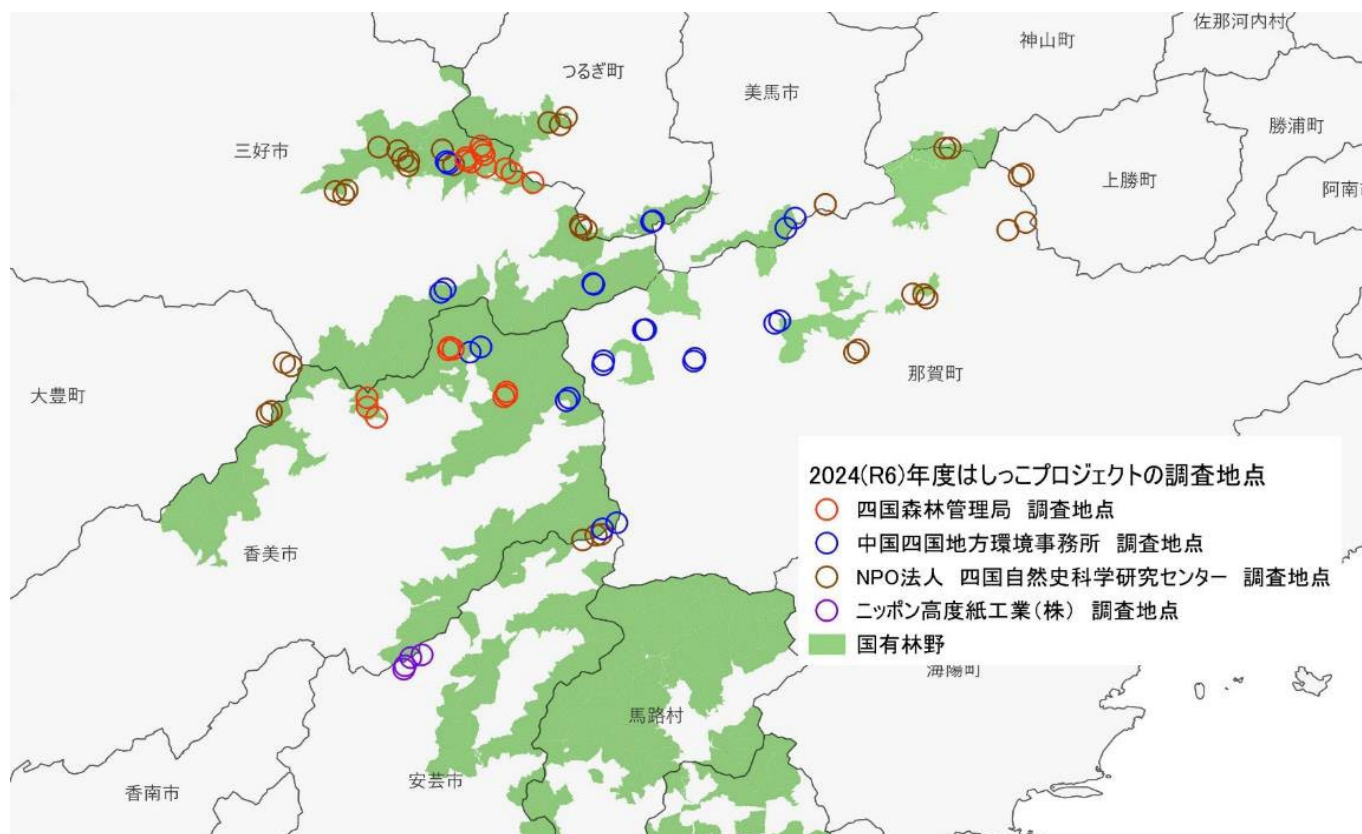 佐那河内村
神山町
つるぎ町
美馬市
勝浦町
三好市
上勝町
阿南市
大豊町
那賀町
2024(R6)年度はしっこプロジェクトの調査地点
四国森林管理局 調査地点
中国四国地方環境事務所 調査地点
NPO法人 四国自然史科学研究センター 調査地点
ニッポン高度紙工業(株) 調査地点
国有林野
香美市
海陽町
馬路村
安芸市
香南市